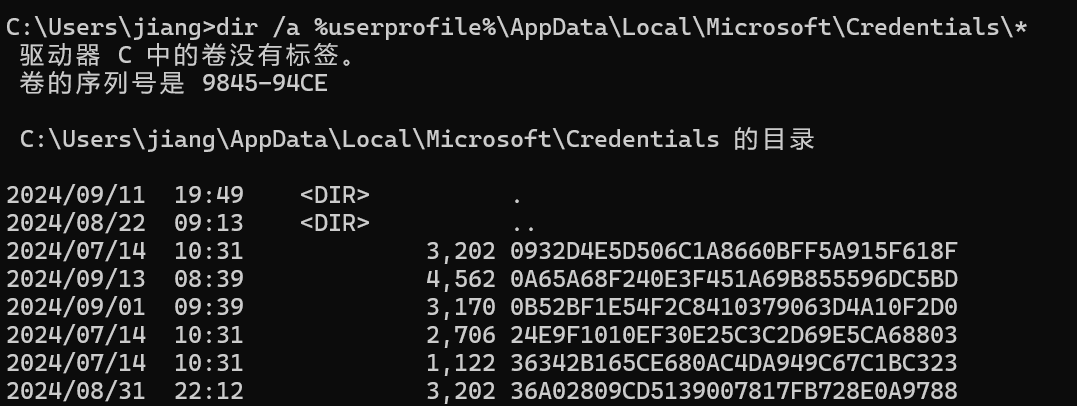 C:\Users\jiang>dir /a %userprofile%\AppData\Local\Microsoft\Credentials\*
驱动器 C 中的卷没有标签。
卷的序列号是 9845-94CE
C:\Users\jiang\AppData\Local\Microsoft\Credentials 的目录
2024/09/11  19:49    <DIR>          .
2024/08/22  09:13    <DIR>          ..
2024/07/14  10:31             3,202 0932D4E5D506C1A8660BFF5A915F618F
2024/09/13  08:39             4,562 0A65A68F240E3F451A69B855596DC5BD
2024/09/01  09:39             3,170 0B52BF1E54F2C8410379063D4A10F2D0
2024/07/14  10:31             2,706 24E9F1010EF30E25C3C2D69E5CA68803
2024/07/14  10:31             1,122 36342B165CE680AC4DA949C67C1BC323
2024/08/31  22:12             3,202 36A02809CD5139007817FB728E0A9788